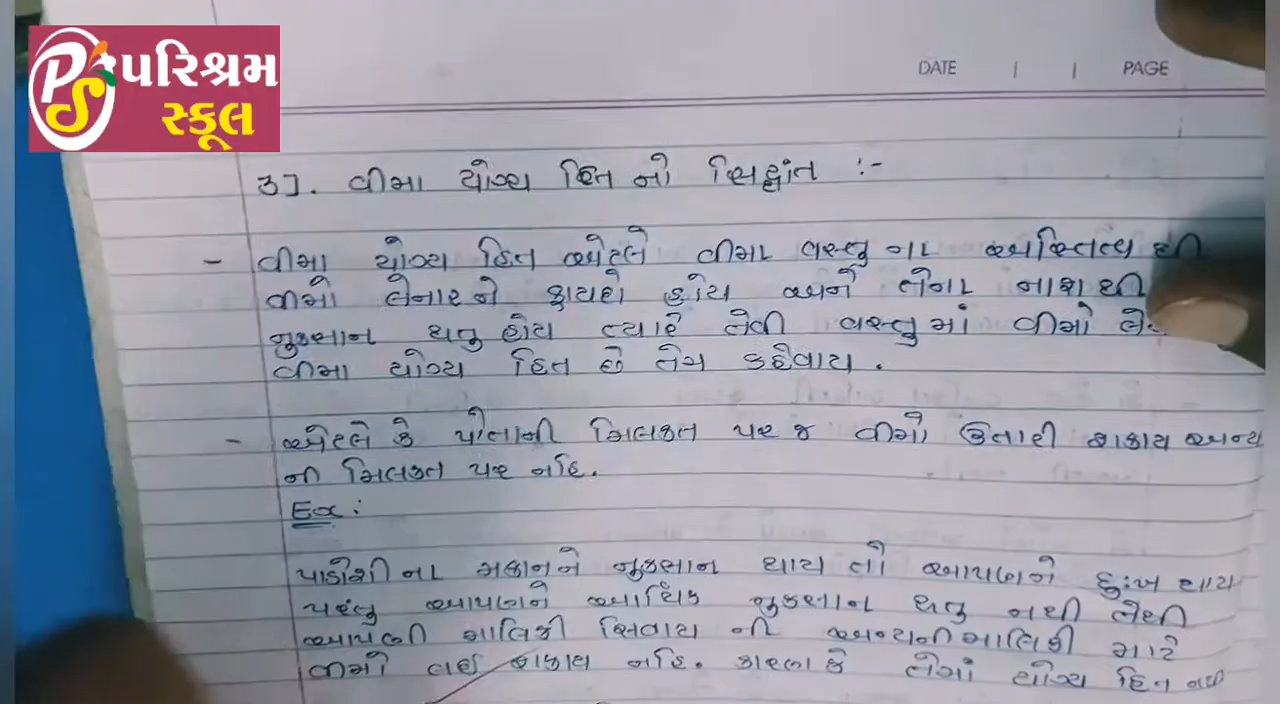 પરિશ્રમ
સ્કૂલ
PS
DATE | | PAGE
3]. વીમા યોગ્ય હિત નો સિદ્ધાંત :-
- વીમા યોગ્ય હિત એટલે વીમા વસ્તુ ના અસ્તિત્વ થી
વીમો લેનારને ફાયદો હોય અને તેના નાશ થી
નુકસાન થતુ હોય ત્યારે તેવી વસ્તુમાં વીમો
વીમા યોગ્ય હિત છે તેમ કહેવાય.
- એટલે કે પોતાની મિલકત પર જ વીમો ઉતારી શકાય અન્ય
ની મિલકત પર નહિ.
Ex:
પાડોશીના મકાનને નુકસાન થાય તો આપણને દુ:ખ થાય
પરંતુ આપણને આર્થિક નુકસાન થતુ નથી તેથી
આપણી માલિકી સિવાય ની અન્યની માલિકી માટે
વીમો લઈ શકાય નહિ. કારણ કે તેમાં યોગ્ય હિત નથી